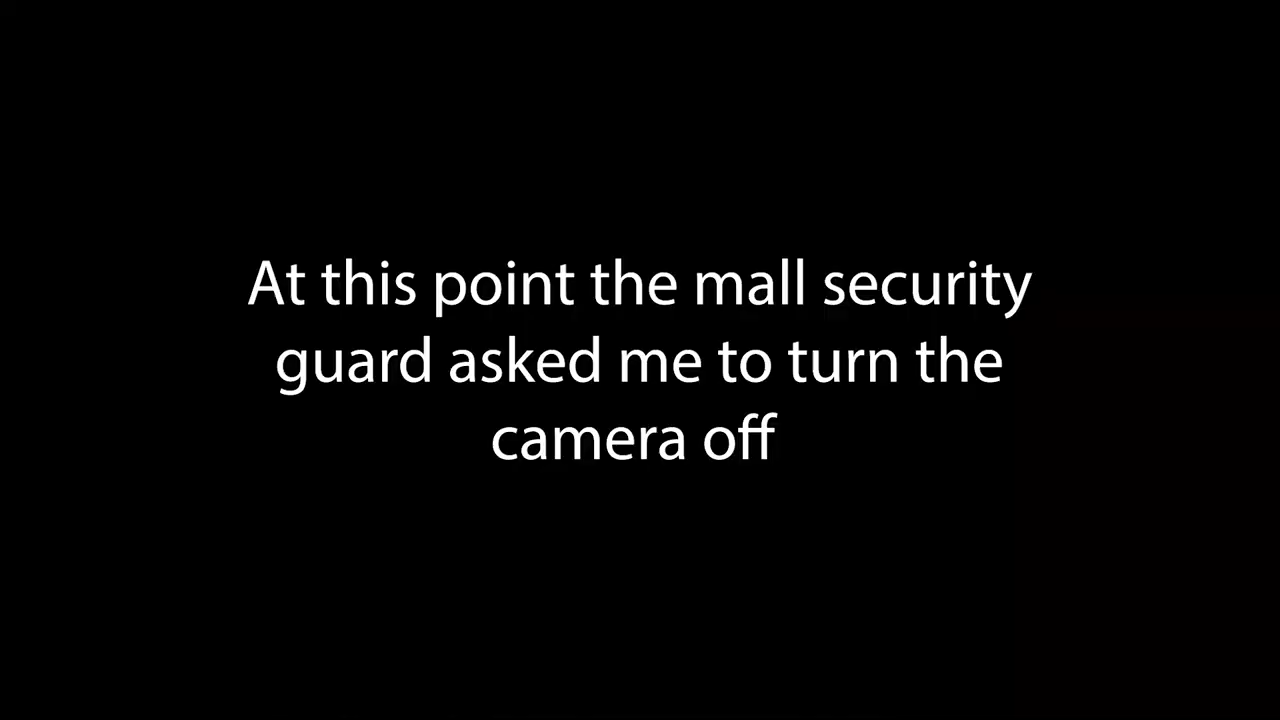 At this point the mall security
guard asked me to turn the
camera off